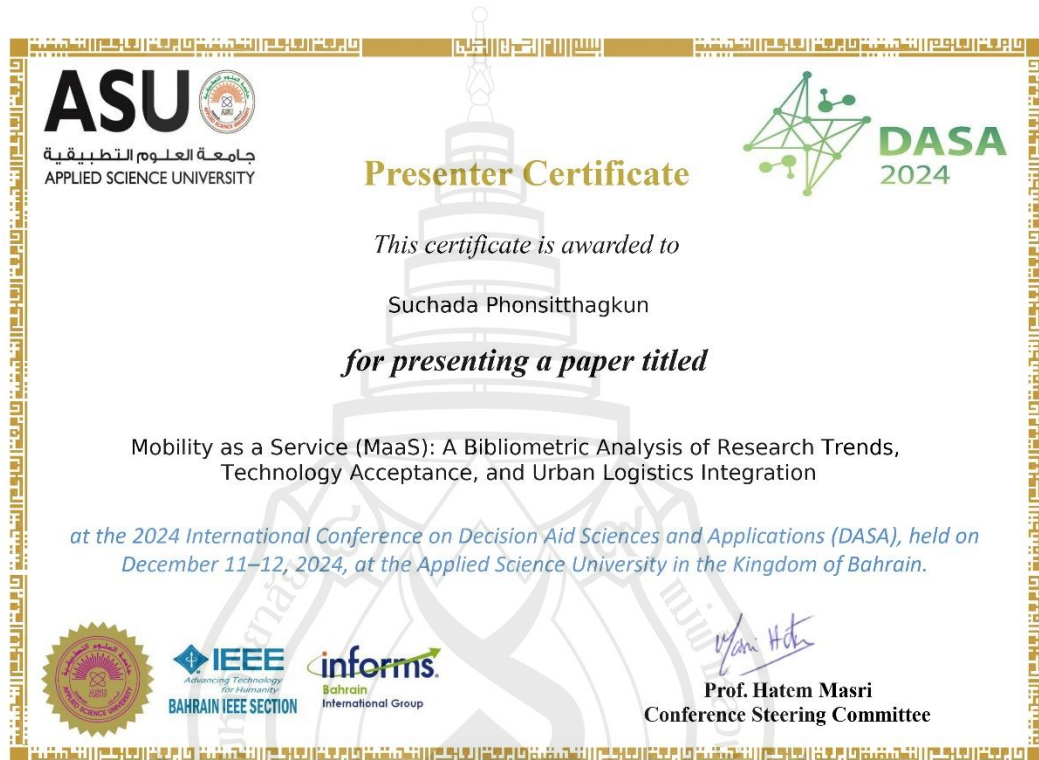 ASU
جامعة العلوم التطبيقية
APPLIED SCIENCE UNIVERSITY
DASA
2024
Presenter Certificate
This certificate is awarded to
Suchada Phonsitthagkun
for presenting a paper titled
Mobility as a Service (MaaS): A Bibliometric Analysis of Research Trends,
Technology Acceptance, and Urban Logistics Integration
at the 2024 International Conference on Decision Aid Sciences and Applications (DASA), held on
December 11–12, 2024, at the Applied Science University in the Kingdom of Bahrain.
IEEE
Advancing Technology
for Humanity
BAHRAIN IEEE SECTION
informs.
Bahrain
International Group
Prof. Hatem Masri
Conference Steering Committee